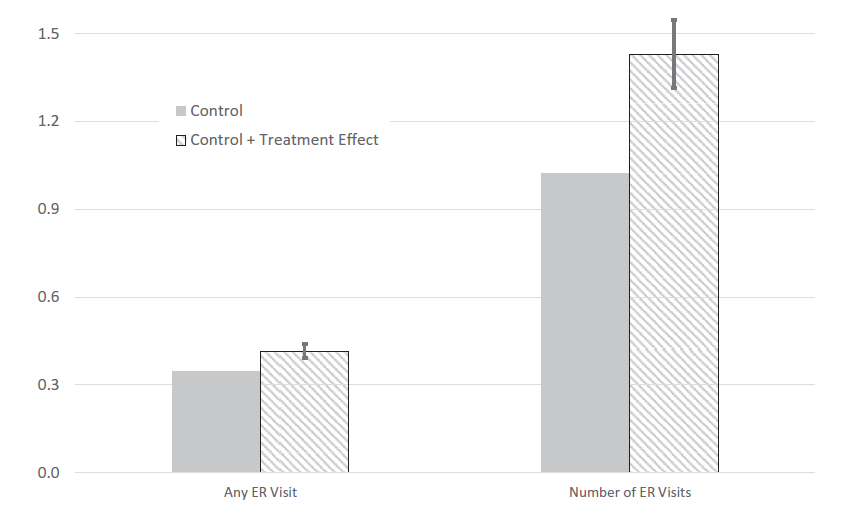 1.5
Control
1.2
Control + Treatment Effect
0.9
0.6
0.3
0.0
Any ER Visit
Number of ER Visits